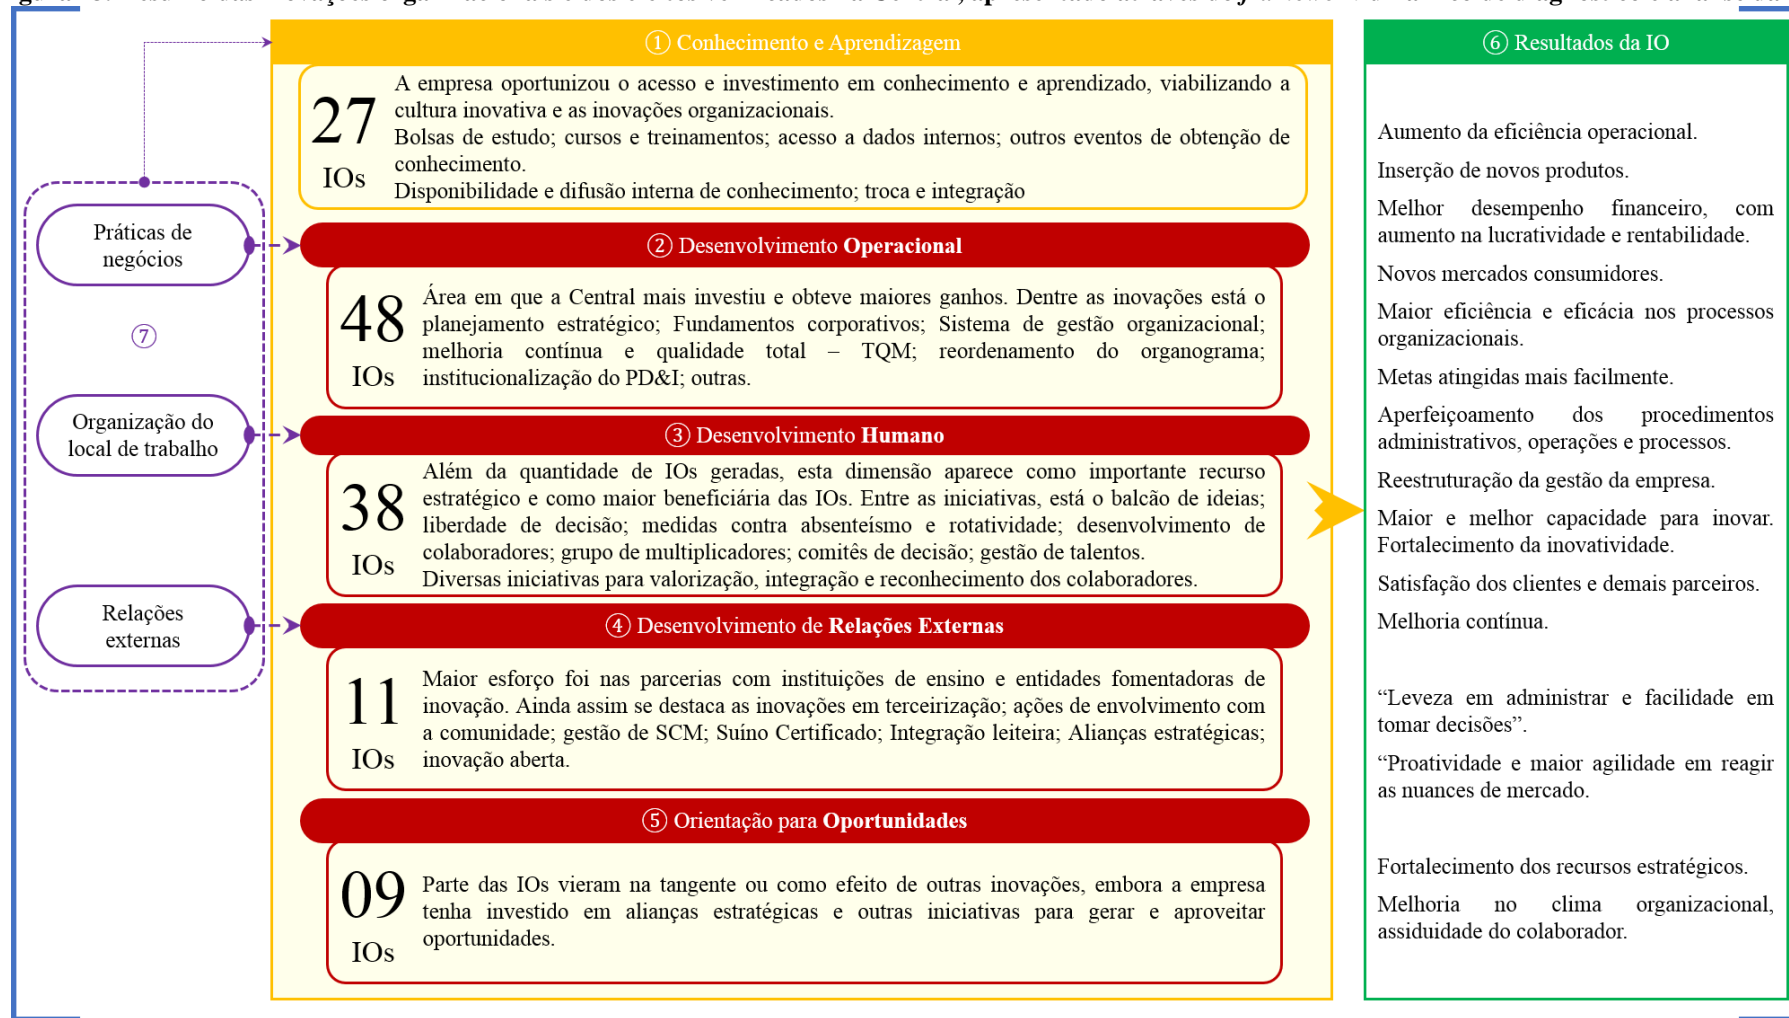 ① Conhecimento e Aprendizagem
27
IOs
A empresa oportunizou o acesso e investimento em conhecimento e aprendizado, viabilizando a
cultura inovativa e as inovações organizacionais.
Bolsas de estudo; cursos e treinamentos; acesso a dados internos; outros eventos de obtenção de
conhecimento.
Disponibilidade e difusão interna de conhecimento; troca e integração
Práticas de
negócios
⑦
Organização do
local de trabalho
Relações
externas
② Desenvolvimento Operacional
48
IOs
Área em que a Central mais investiu e obteve maiores ganhos. Dentre as inovações está o
planejamento estratégico; Fundamentos corporativos; Sistema de gestão organizacional;
melhoria contínua e qualidade total – TQM; reordenamento do organograma;
institucionalização do PD&I; outras.
③ Desenvolvimento Humano
38
IOs
Além da quantidade de IOs geradas, esta dimensão aparece como importante recurso
estratégico e como maior beneficiária das IOs. Entre as iniciativas, está o balcão de ideias;
liberdade de decisão; medidas contra absenteísmo e rotatividade; desenvolvimento de
colaboradores; grupo de multiplicadores; comitês de decisão; gestão de talentos.
Diversas iniciativas para valorização, integração e reconhecimento dos colaboradores.
④ Desenvolvimento de Relações Externas
11
IOs
Maior esforço foi nas parcerias com instituições de ensino e entidades fomentadoras de
inovação. Ainda assim se destaca as inovações em terceirização; ações de envolvimento com
a comunidade; gestão de SCM; Suíno Certificado; Integração leiteira; Alianças estratégicas;
inovação aberta.
⑤ Orientação para Oportunidades
09
IOs
Parte das IOs vieram na tangente ou como efeito de outras inovações, embora a empresa
tenha investido em alianças estratégicas e outras iniciativas para gerar e aproveitar
oportunidades.
⑥ Resultados da IO
Aumento da eficiência operacional.
Inserção de novos produtos.
Melhor desempenho financeiro, com
aumento na lucratividade e rentabilidade.
Novos mercados consumidores.
Maior eficiência e eficácia nos processos
organizacionais.
Metas atingidas mais facilmente.
Aperfeiçoamento dos procedimentos
administrativos, operações e processos.
Reestruturação da gestão da empresa.
Maior e melhor capacidade para inovar.
Fortalecimento da inovatividade.
Satisfação dos clientes e demais parceiros.
Melhoria contínua.
“Leveza em administrar e facilidade em
tomar decisões”.
“Proatividade e maior agilidade em reagir
as nuances de mercado.
Fortalecimento dos recursos estratégicos.
Melhoria no clima organizacional,
assiduidade do colaborador.